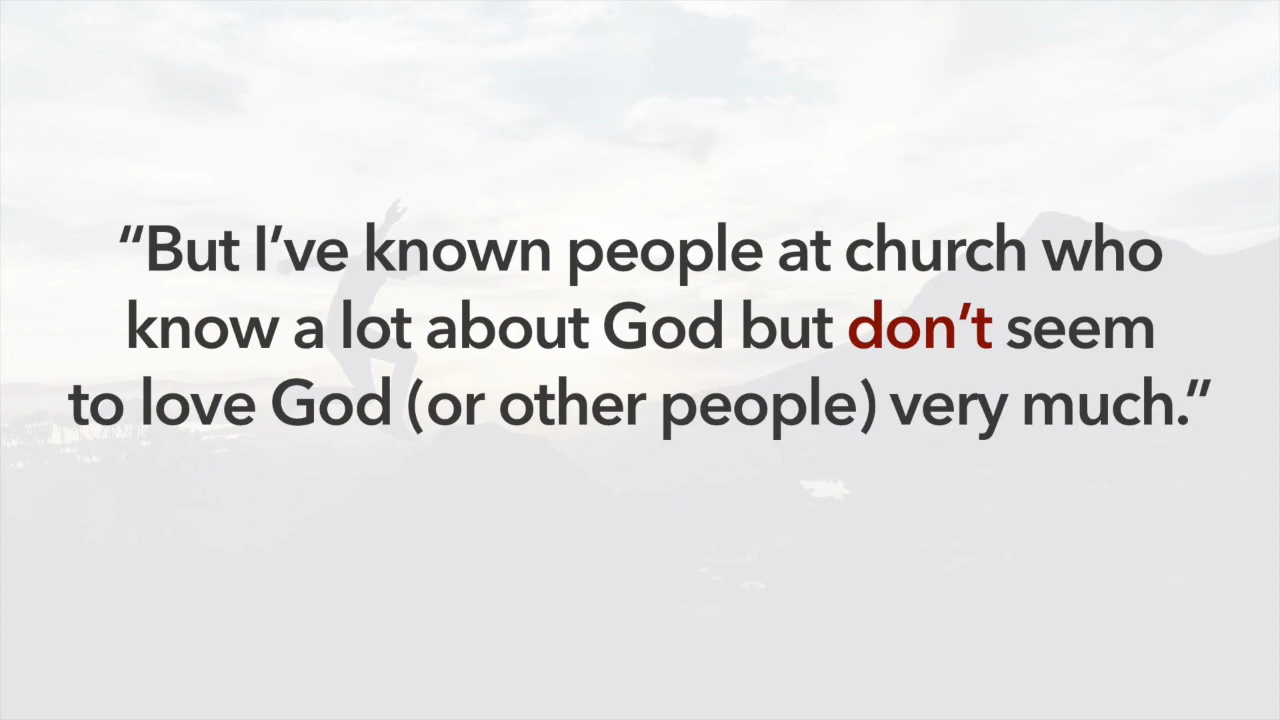 “But I’ve known people at church who
know a lot about God but don’t seem
to love God (or other people) very much.”